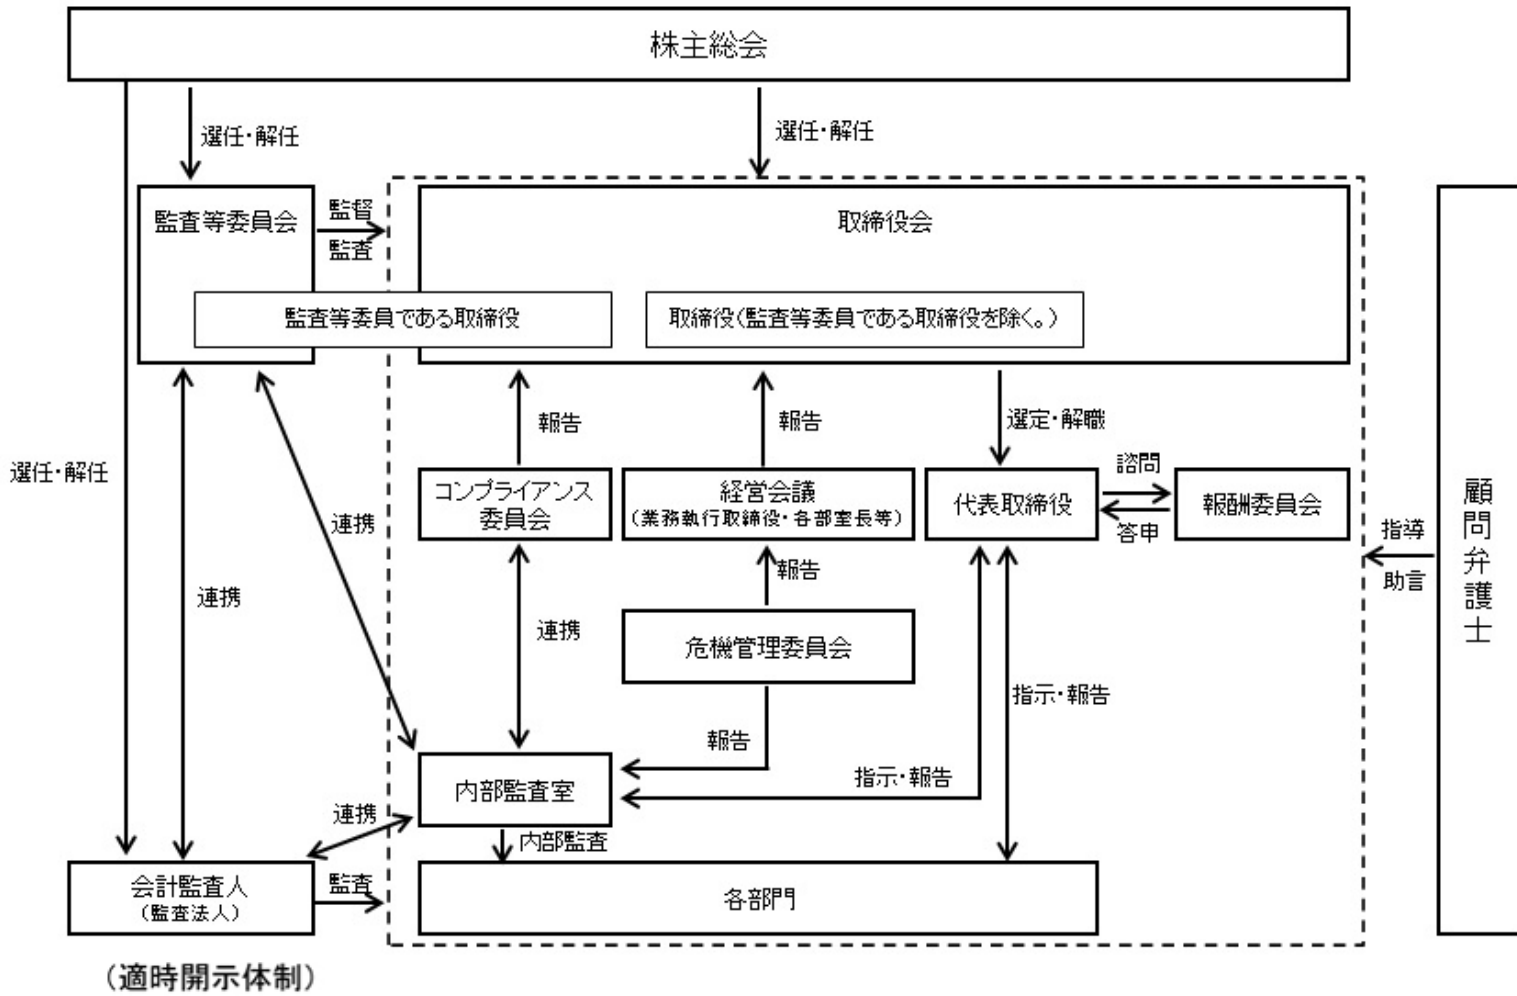 株主総会
選任・解任
選任・解任
監査等委員会
監督
監査
取締役会
監査等委員である取締役
取締役(監査等委員である取締役を除く。)
報告
報告
選定・解職
選任・解任
コンプライアンス
委員会
経営会議
(業務執行取締役・各部室長等)
代表取締役
諮問
答申
報酬委員会
顧問弁護士
指導
助言
連携
連携
連携
報告
危機管理委員会
指示・報告
報告
内部監査室
指示・報告
連携
内部監査
会計監査人
(監査法人)
監査
各部門
(適時開示体制)